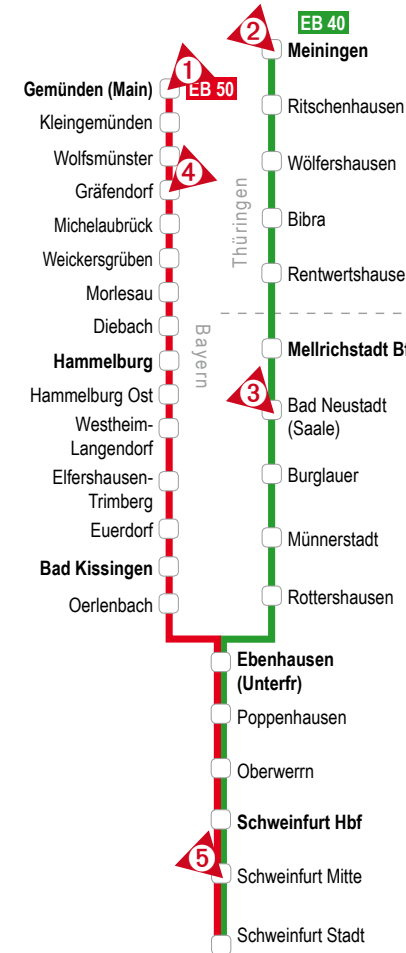 EB 40
2
Meiningen
1
Gemünden (Main)
EB 50
Ritschenhausen
Kleingemünden
Wolfsmünster
4
Wölfershausen
Gräfendorf
Thüringen
Michelaubrück
Bibra
Weickersgrüben
Rentwertshause
Morlesau
Diebach
Bayern
Mellrichstadt B
Hammelburg
3
Hammelburg Ost
Bad Neustadt
(Saale)
Westheim-
Langendorf
Elfershausen-
Trimberg
Burglauer
Euerdorf
Münnerstadt
Bad Kissingen
Oerlenbach
Rottershausen
Ebenhausen
(Unterfr)
Poppenhausen
Oberwerrn
Schweinfurt Hbf
5
Schweinfurt Mitte
Schweinfurt Stadt